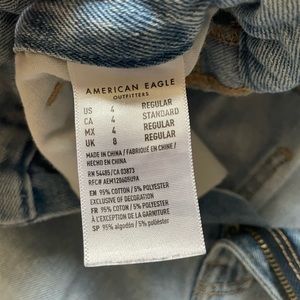 AMERICAN EAGLE
OUTFITTERS
US 4 REGULAR
CA 4 STANDARD
MX 4 REGULAR
UK 8 REGULAR
MADE IN CHINA / FABRIQUÉ EN CHINE /
HECHO EN CHINA
RN 54485/CA 03873
RFC# AEM120605U9A
EN 95% COTTON / 5% POLYESTER
EXCLUSIVE OF DECORATION
FR 95% COTON / 5% POLYESTER
À L'EXCEPTION DE LA GARNITURE
SP 95% algodón / 5% poliéster